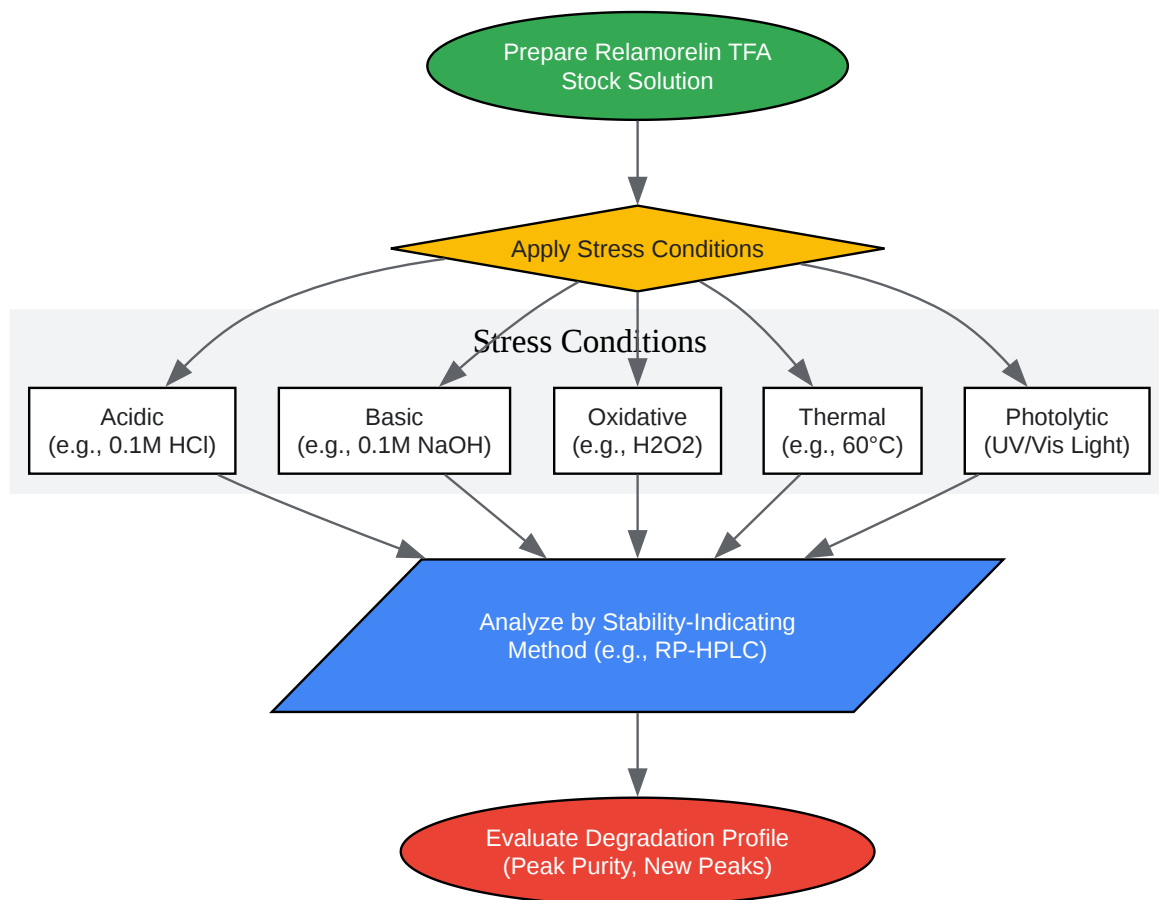 Prepare Relamorelin TFA
Stock Solution
Apply Stress Conditions
Stress Conditions
Acidic
(e.g., 0.1M HCl)
Basic
(e.g., 0.1M NaOH)
Oxidative
(e.g., H2O2)
Thermal
(e.g., 60°C)
Photolytic
(UV/Vis Light)
Analyze by Stability-Indicating
Method (e.g., RP-HPLC)
Evaluate Degradation Profile
(Peak Purity, New Peaks)